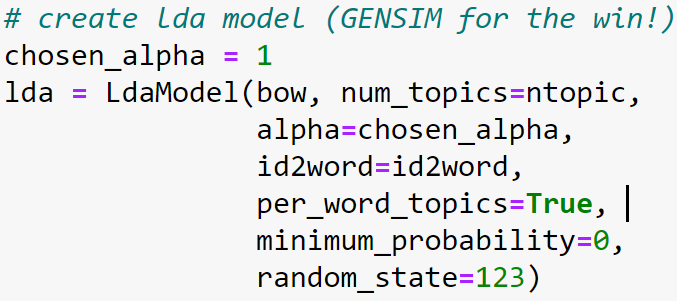 # create lda model (GENSIM for the win!)
chosen_alpha = 1
lda = LdaModel(bow, num_topics=ntopic,
alpha=chosen_alpha,
id2word=id2word,
per_word_topics=True,
minimum_probability=0,
random_state=123)